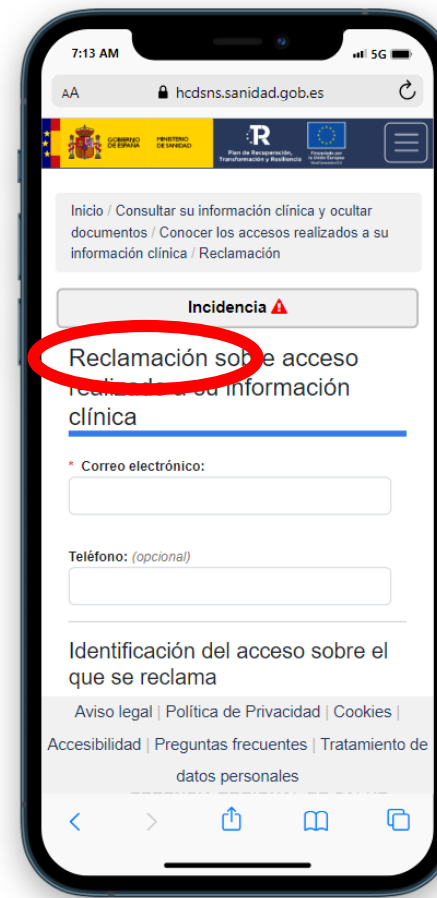 7:13 AM
5G
AA hcdsns.sanidad.gob.es
GOBIERNO DE ESPAÑA
MINISTERIO DE SANIDAD
R
Plan de Recuperación, Transformación y Resiliencia
Financiado por la Unión Europea
Inicio / Consultar su información clínica y ocultar
documentos / Conocer los accesos realizados a su
información clínica / Reclamación
Incidencia
Reclamación sobre acceso
realizado a su información
clínica
* Correo electrónico:
Teléfono: (opcional)
Identificación del acceso sobre el
que se reclama
Aviso legal | Política de Privacidad | Cookies |
Accesibilidad | Preguntas frecuentes | Tratamiento de
datos personales